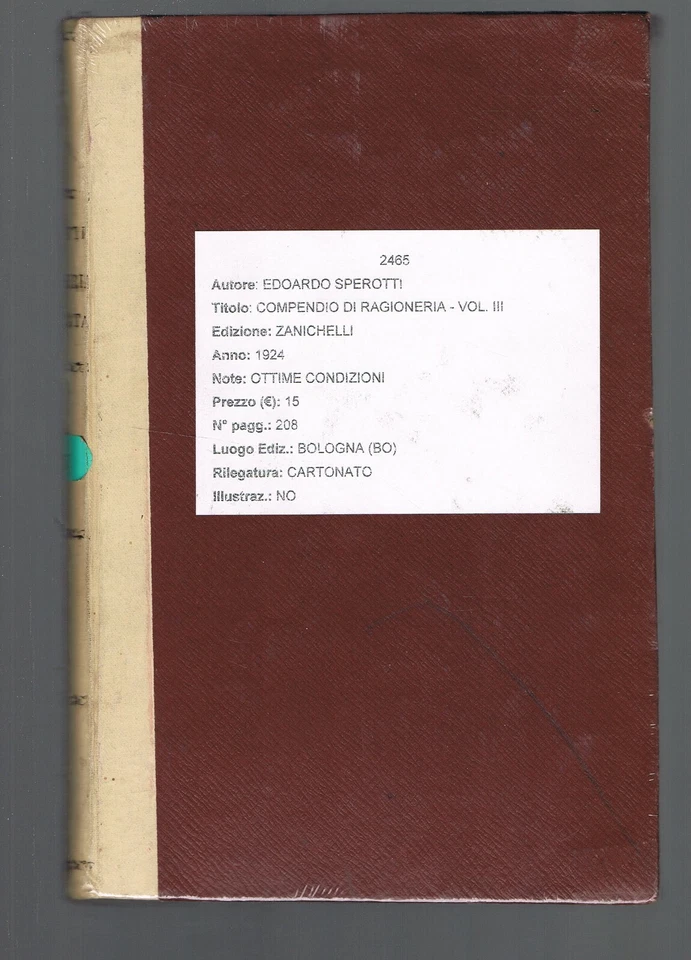 2465
Autore: EDOARDO SPEROTTI
Titolo: COMPENDIO DI RAGIONERIA - VOL. III
Edizione: ZANICHELLI
Anno: 1924
Note: OTTIME CONDIZIONI
Prezzo (€): 15
N° pagg.: 208
Luogo Ediz.: BOLOGNA (BO)
Rilegatura: CARTONATO
Illustraz.: NO